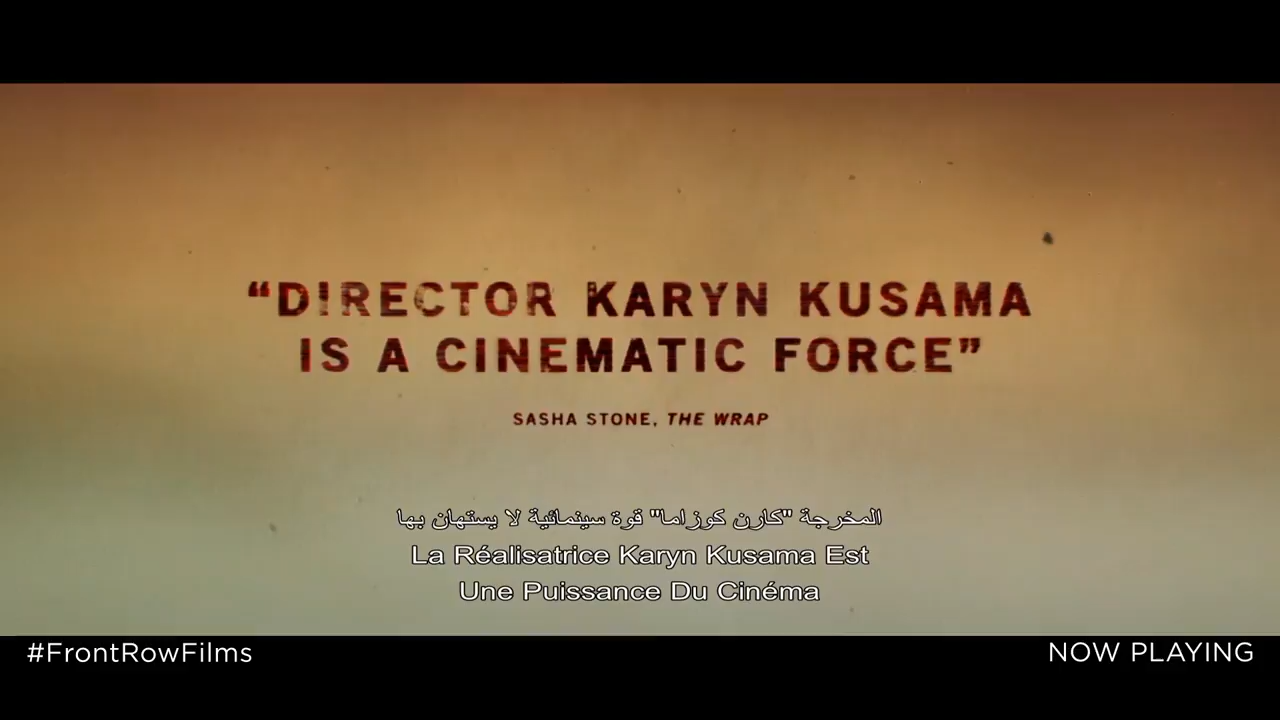 “DIRECTOR KARYN KUSAMA
IS A CINEMATIC FORCE”
SASHA STONE, THE WRAP
المخرجة "كارن كوزاما" قوة سينمائية لا يستهان بها
La Réalisatrice Karyn Kusama Est
Une Puissance Du Cinéma
#FrontRowFilms
NOW PLAYING